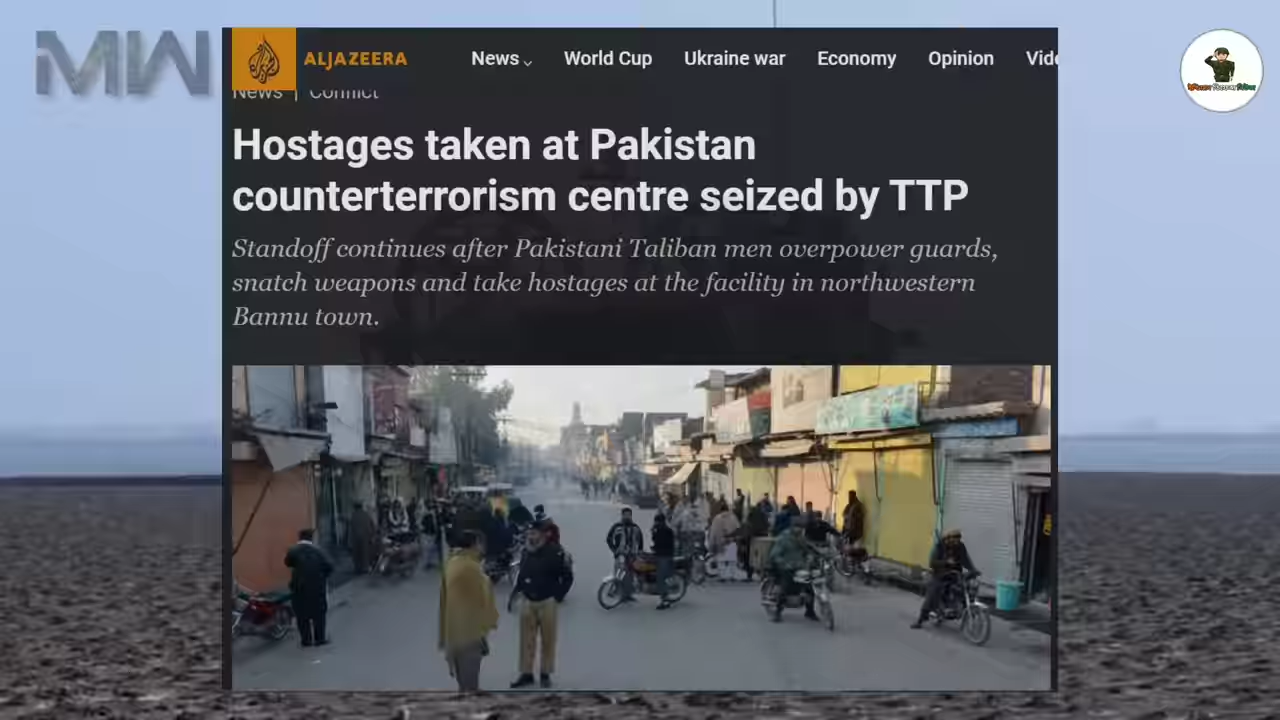 MW
ALJAZEERA
News World Cup Ukraine war Economy Opinion Vide
News | Conflict
Hostages taken at Pakistan
counterterrorism centre seized by TTP
Standoff continues after Pakistani Taliban men overpower guards,
snatch weapons and take hostages at the facility in northwestern
Bannu town.